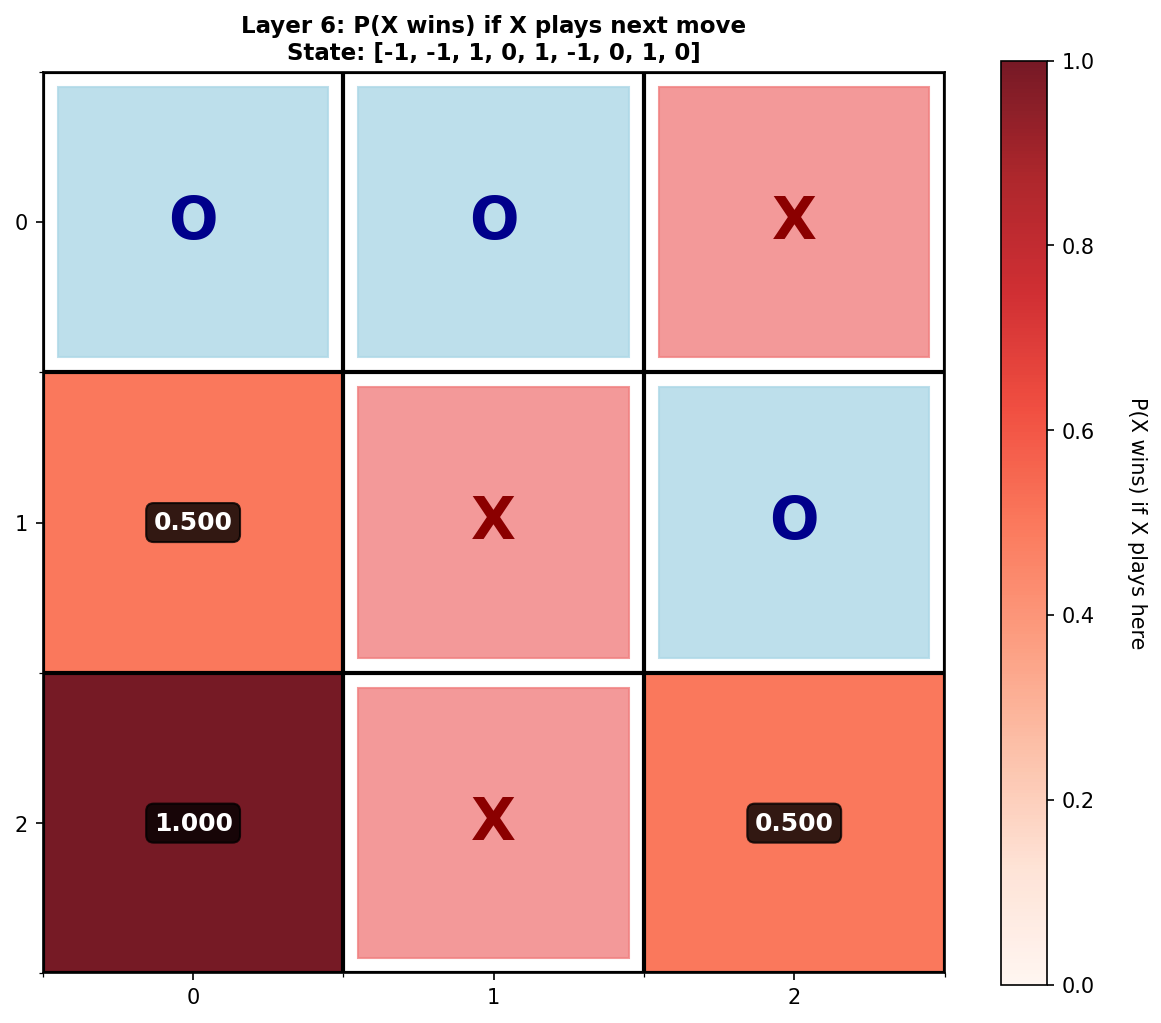 Layer 6: P(X wins) if X plays next move
State: [-1, -1, 1, 0, 1, -1, 0, 1, 0]
O O X
0
0.500 X O
1
1.000 X 0.500
2
0 1 2
1.0
0.8
0.6
0.4
0.2
0.0
P(X wins) if X plays here